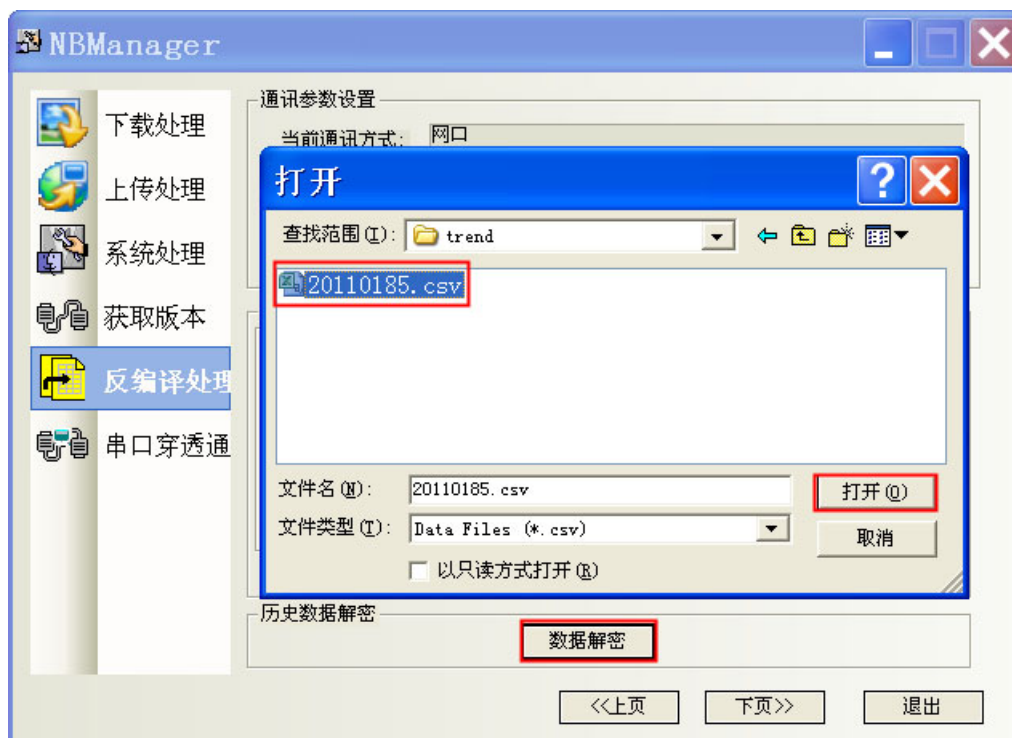 NBManager
下载处理
上传处理
系统处理
获取版本
反编译处理
串口穿透通
通讯参数设置
当前通讯方式: 网口
打开
查找范围(I): trend
20110185.csv
文件名(N): 20110185.csv
打开(O)
文件类型(T): Data Files (*.csv)
取消
以只读方式打开(R)
历史数据解密
数据解密
<<上页 下页>> 退出